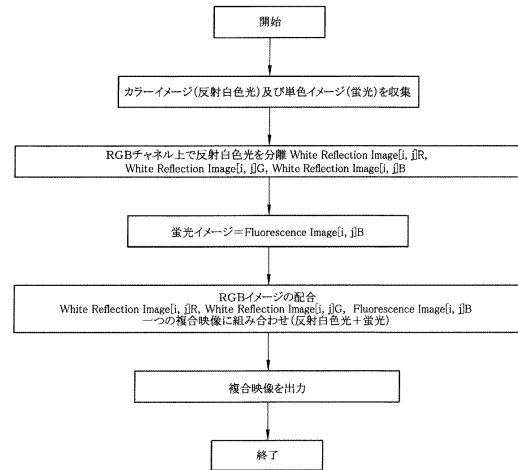 開始
カラーイメージ(反射白色光)及び単色イメージ(蛍光)を収集
RGBチャネル上で反射白色光を分離 White Reflection Image[i, j]R,
White Reflection Image[i, j]G, White Reflection Image[i, j]B
蛍光イメージ=Fluorescence Image[i, j]B
RGBイメージの配合
White Reflection Image[i, j]R, White Reflection Image[i, j]G, Fluorescence Image[i, j]B
一つの複合映像に組み合わせ(反射白色光+蛍光)
複合映像を出力
終了